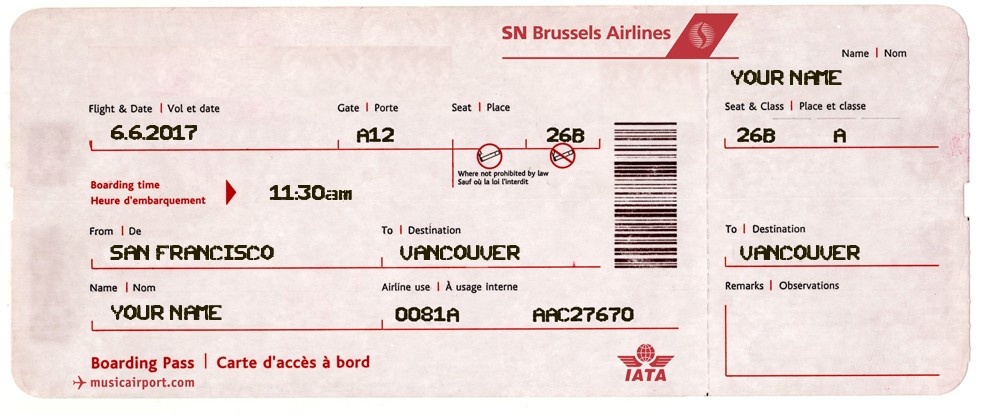 SN Brussels Airlines
Name | Nom
YOUR NAME
Flight & Date | Vol et date
Gate | Porte
Seat | Place
Seat & Class | Place et classe
6.6.2017
A12
26B
26B A
Where not prohibited by law
Sauf où la loi l'interdit
Boarding time
Heure d'embarquement
11:30am
From | De
To | Destination
To | Destination
SAN FRANCISCO
VANCOUVER
VANCOUVER
Name | Nom
Airline use | À usage interne
Remarks | Observations
YOUR NAME
0081A
AAC27670
Boarding Pass | Carte d'accès à bord
musicairport.com
IATA